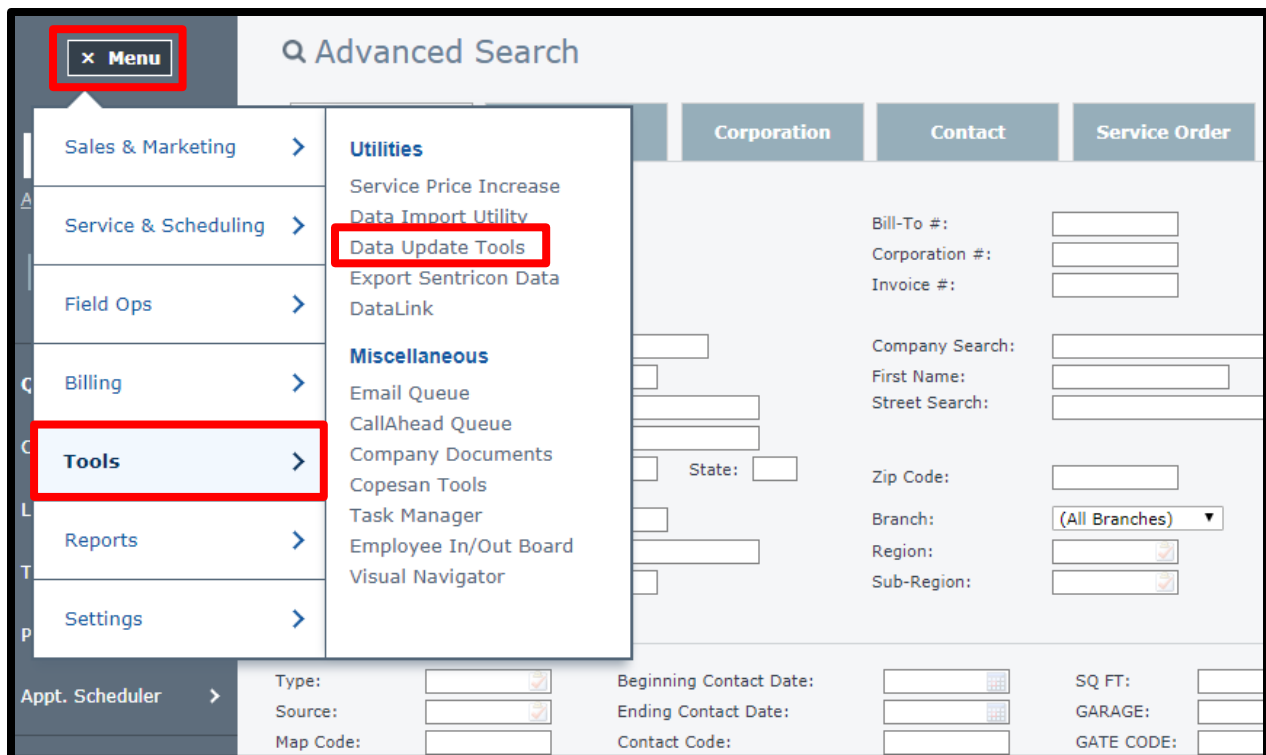 × Menu
Advanced Search
Corporation
Contact
Service Order
Sales & Marketing
Service & Scheduling
Field Ops
Billing
Tools
Reports
Settings
Utilities
Service Price Increase
Data Import Utility
Data Update Tools
Export Sentricon Data
DataLink
Miscellaneous
Email Queue
CallAhead Queue
Company Documents
Copesan Tools
Task Manager
Employee In/Out Board
Visual Navigator
A
Q
C
L
T
P
Appt. Scheduler
Bill-To #:
Corporation #:
Invoice #:
Company Search:
First Name:
Street Search:
State:
Zip Code:
Branch: (All Branches)
Region:
Sub-Region:
Type:
Source:
Map Code:
Beginning Contact Date:
Ending Contact Date:
Contact Code:
SQ FT:
GARAGE:
GATE CODE: